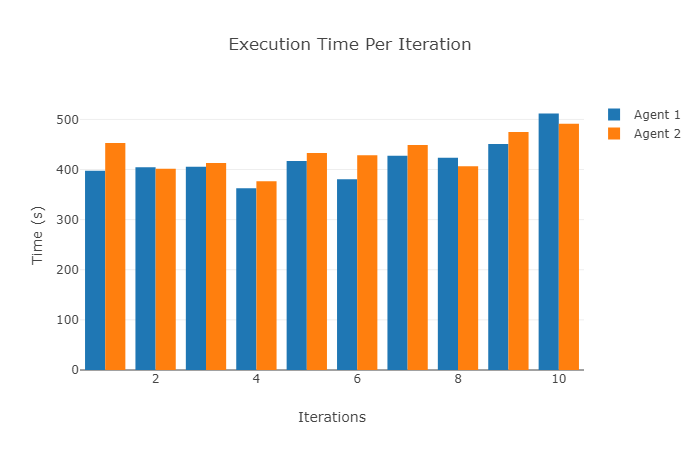 Execution Time Per Iteration
Agent 1
Agent 2
Time (s)
500
400
300
200
100
0
2 4 6 8 10
Iterations